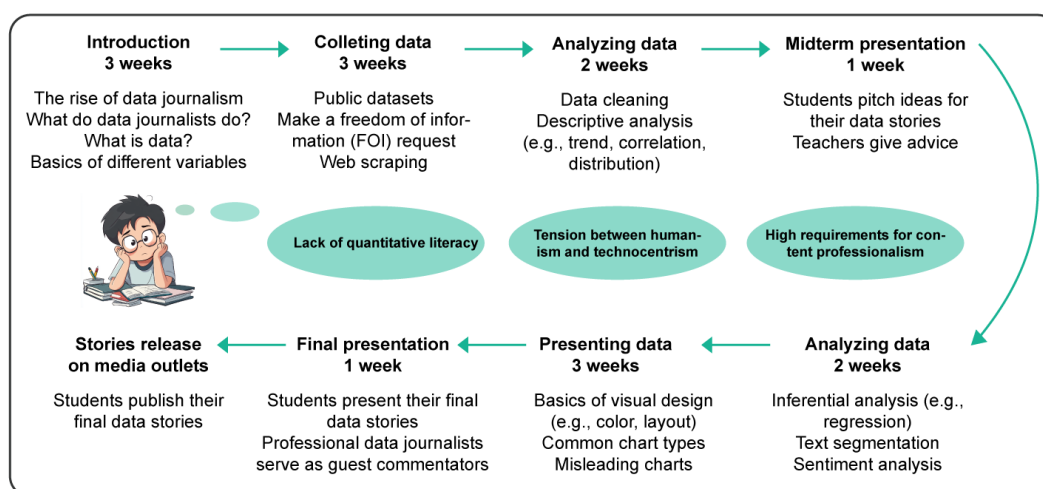 Introduction
3 weeks
The rise of data journalism
What do data journalists do?
What is data?
Basics of different variables
Colleting data
3 weeks
Public datasets
Make a freedom of infor-
mation (FOI) request
Web scraping
Analyzing data
2 weeks
Data cleaning
Descriptive analysis
(e.g., trend, correlation,
distribution)
Midterm presentation
1 week
Students pitch ideas for
their data stories
Teachers give advice
Lack of quantitative literacy
Tension between human-
ism and technocentrism
High requirements for con-
tent professionalism
Analyzing data
2 weeks
Inferential analysis (e.g.,
regression)
Text segmentation
Sentiment analysis
Presenting data
3 weeks
Basics of visual design
(e.g., color, layout)
Common chart types
Misleading charts
Final presentation
1 week
Students present their final
data stories
Professional data journalists
serve as guest commentators
Stories release
on media outlets
Students publish their
final data stories